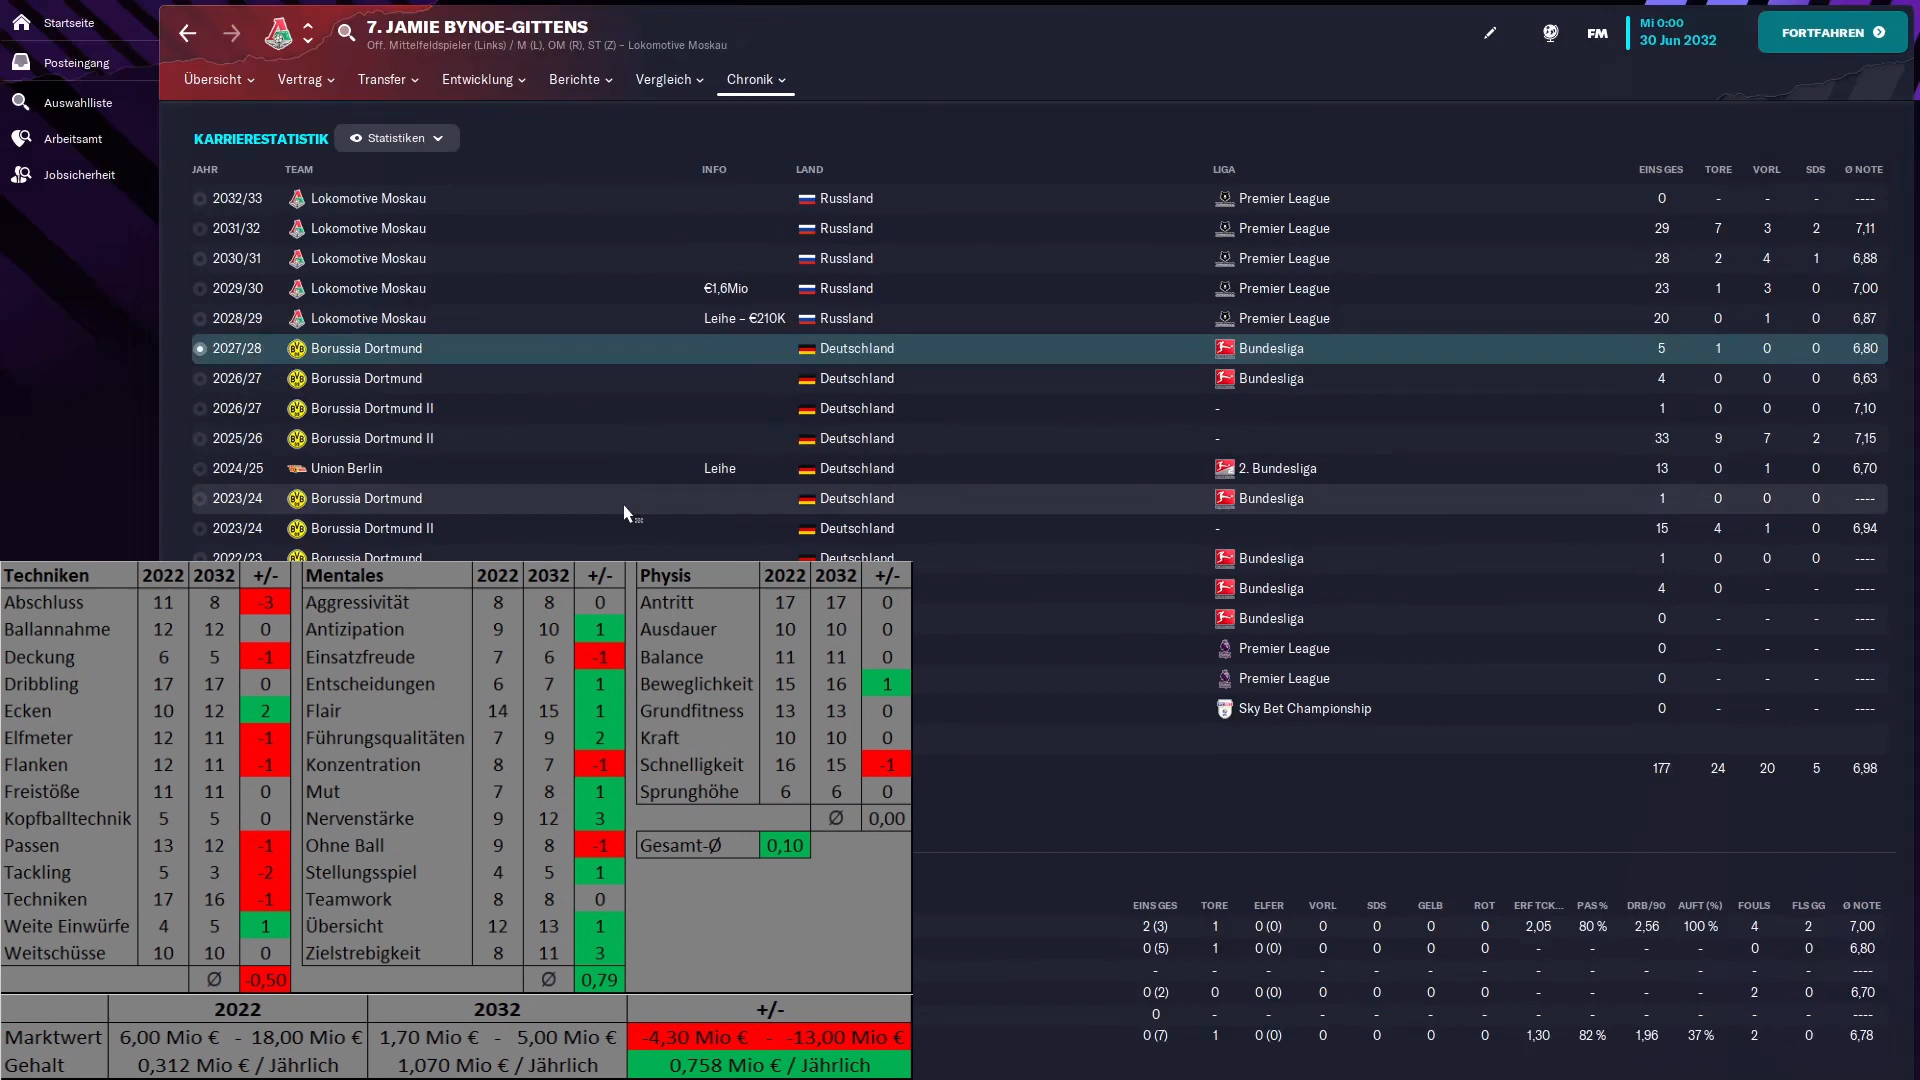 Startseite
Posteingang
Auswahlliste
Arbeitsamt
Jobsicherheit
7. JAMIE BYNOE-GITTENS
Off. Mittelfeldspieler (Links) / M (L), OM (R), ST (Z) – Lokomotive Moskau
FM
Mi 0:00
30 Jun 2032
FORTFAHREN
Übersicht Vertrag Transfer Entwicklung Berichte Vergleich Chronik
KARRIERESTATISTIK Statistiken
JAHR TEAM INFO LAND LIGA EINS GES TORE VORL SDS Ø NOTE
2032/33 Lokomotive Moskau Russland Premier League 0 - - - ----
2031/32 Lokomotive Moskau Russland Premier League 29 7 3 2 7,11
2030/31 Lokomotive Moskau Russland Premier League 28 2 4 1 6,88
2029/30 Lokomotive Moskau €1,6Mio Russland Premier League 23 1 3 0 7,00
2028/29 Lokomotive Moskau Leihe – €210K Russland Premier League 20 0 1 0 6,87
2027/28 Borussia Dortmund Deutschland Bundesliga 5 1 0 0 6,80
2026/27 Borussia Dortmund Deutschland Bundesliga 4 0 0 0 6,63
2026/27 Borussia Dortmund II Deutschland - 1 0 0 0 7,10
2025/26 Borussia Dortmund II Deutschland - 33 9 7 2 7,15
2024/25 Union Berlin Leihe Deutschland 2. Bundesliga 13 0 1 0 6,70
2023/24 Borussia Dortmund Deutschland Bundesliga 1 0 0 0 ----
2023/24 Borussia Dortmund II Deutschland - 15 4 1 0 6,94
2022/23 Borussia Dortmund Deutschland Bundesliga 1 0 0 0 ----
Bundesliga 4 0 - - ----
Bundesliga 0 - - - ----
Premier League 0 - - - ----
Premier League 0 - - - ----
Sky Bet Championship 0 - - - ----
177 24 20 5 6,98
EINS GES TORE ELFER VORL SDS GELB ROT ERF TCK... PAS % DRB/90 AUFT (%) FOULS FLS GG Ø NOTE
2 (3) 1 0 (0) 0 0 0 0 2,05 80 % 2,56 100 % 4 2 7,00
0 (5) 1 0 (0) 0 0 0 0 - - - - 0 0 6,80
- - - - - - - - - - - - - ----
0 (2) 0 0 (0) 0 0 0 0 - - - - 2 0 6,70
0 - - - - - - - - - - - - ----
0 (7) 1 0 (0) 0 0 0 0 1,30 82 % 1,96 37 % 2 0 6,78
Techniken 2022 2032 +/-
Abschluss 11 8 -3
Ballannahme 12 12 0
Deckung 6 5 -1
Dribbling 17 17 0
Ecken 10 12 2
Elfmeter 12 11 -1
Flanken 12 11 -1
Freistöße 11 11 0
Kopfballtechnik 5 5 0
Passen 13 12 -1
Tackling 5 3 -2
Techniken 17 16 -1
Weite Einwürfe 4 5 1
Weitschüsse 10 10 0
Ø -0,50
Mentales 2022 2032 +/-
Aggressivität 8 8 0
Antizipation 9 10 1
Einsatzfreude 7 6 -1
Entscheidungen 6 7 1
Flair 14 15 1
Führungsqualitäten 7 9 2
Konzentration 8 7 -1
Mut 7 8 1
Nervenstärke 9 12 3
Ohne Ball 9 8 -1
Stellungsspiel 4 5 1
Teamwork 8 8 0
Übersicht 12 13 1
Zielstrebigkeit 8 11 3
Ø 0,79
Physis 2022 2032 +/-
Antritt 17 17 0
Ausdauer 10 10 0
Balance 11 11 0
Beweglichkeit 15 16 1
Grundfitness 13 13 0
Kraft 10 10 0
Schnelligkeit 16 15 -1
Sprunghöhe 6 6 0
Ø 0,00
Gesamt-Ø 0,10
2022 2032 +/-
Marktwert 6,00 Mio € - 18,00 Mio € 1,70 Mio € - 5,00 Mio € -4,30 Mio € - -13,00 Mio €
Gehalt 0,312 Mio € / Jährlich 1,070 Mio € / Jährlich 0,758 Mio € / Jährlich